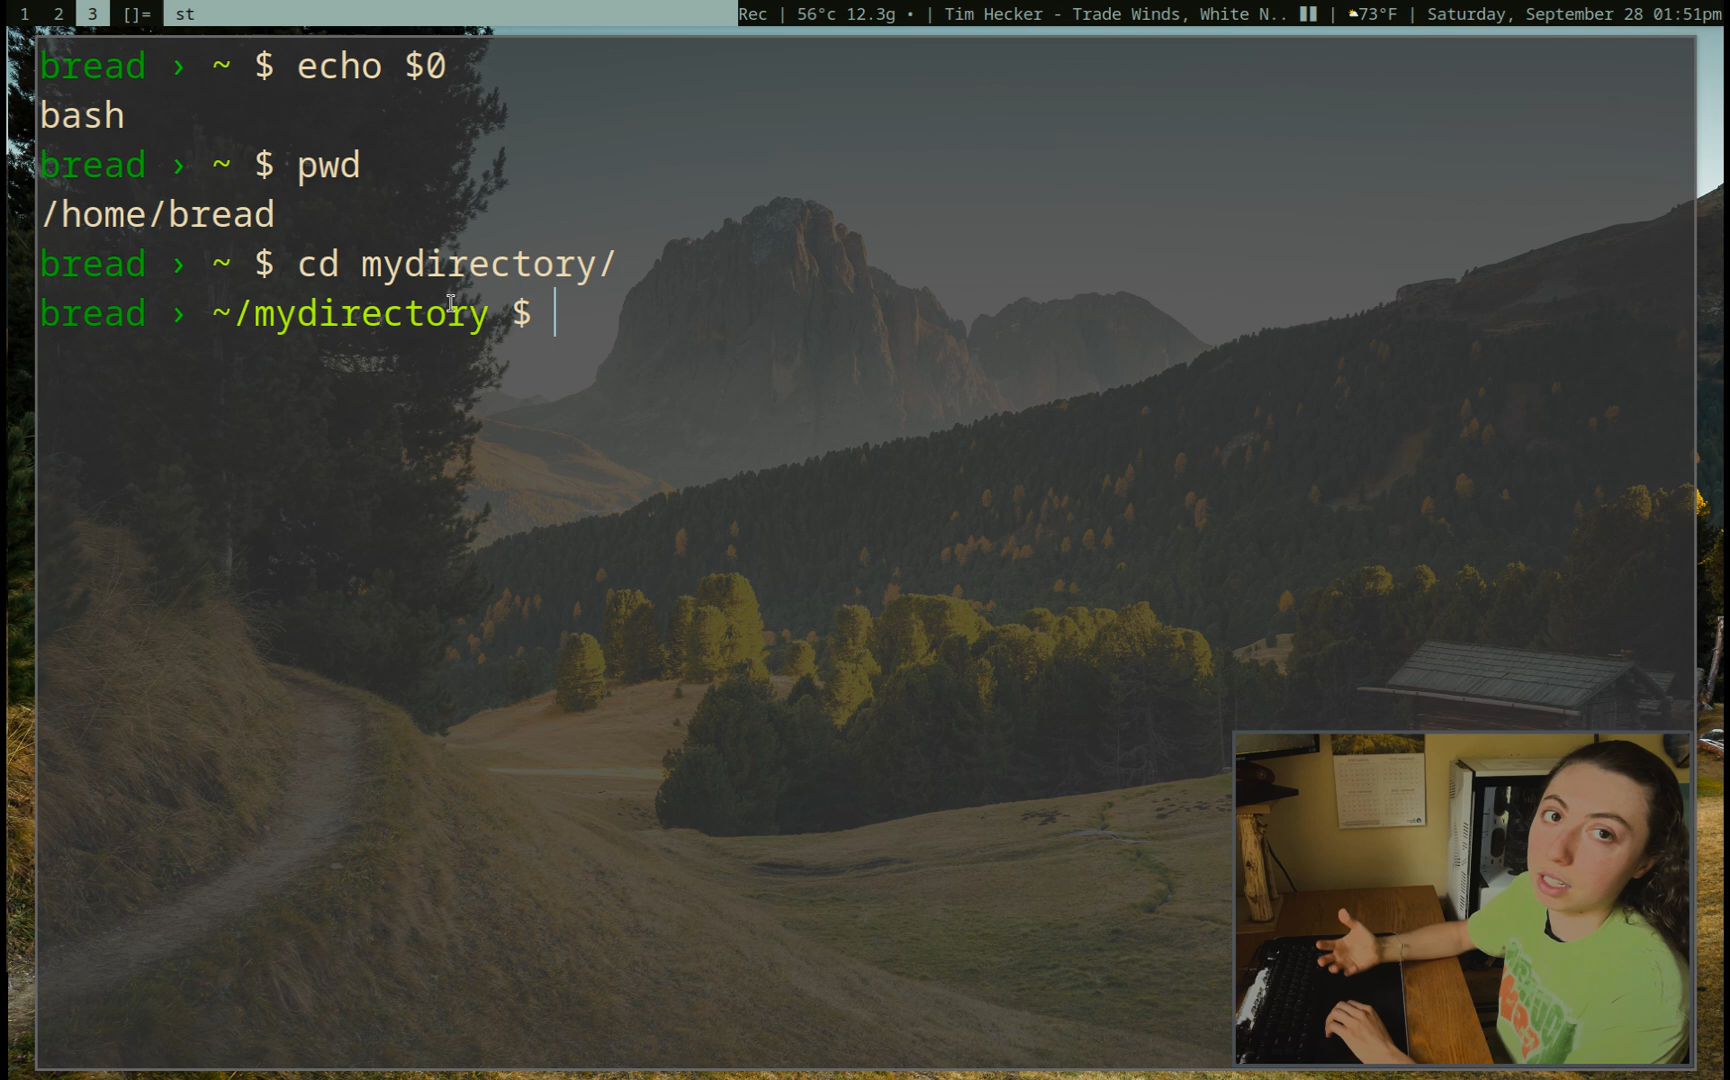 1 2 3 []= st Rec | 56°c 12.3g • | Tim Hecker - Trade Winds, White N.. ▮▮ | ⛅73°F | Saturday, September 28 01:51pm
bread › ~ $ echo $0
bash
bread › ~ $ pwd
/home/bread
bread › ~ $ cd mydirectory/
bread › ~/mydirectory $